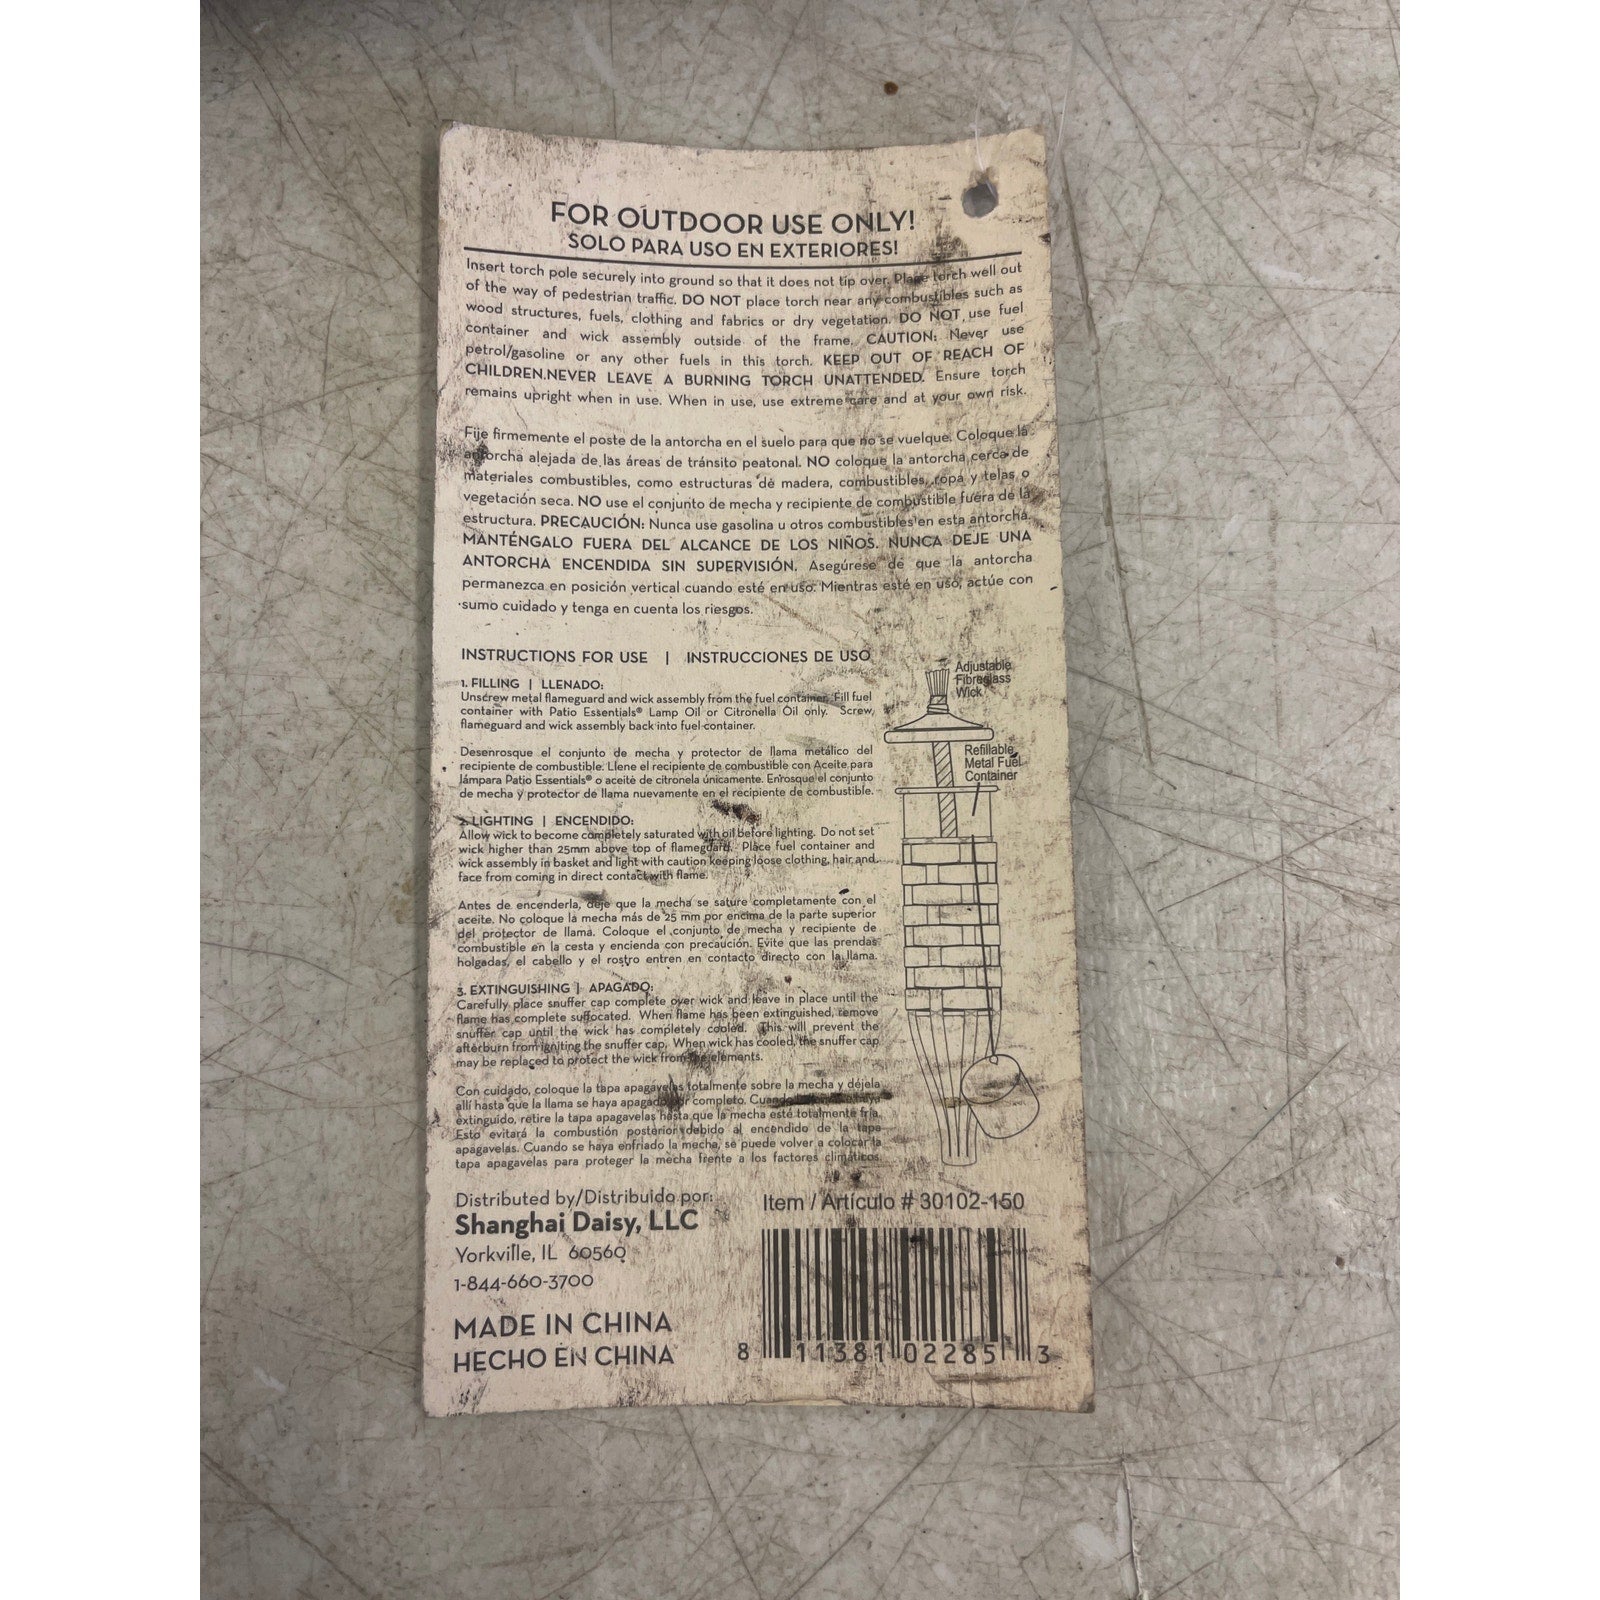 FOR OUTDOOR USE ONLY!
SOLO PARA USO EN EXTERIORES!
Insert torch pole securely into ground so that it does not tip over. Place torch well out
of the way of pedestrian traffic. DO NOT place torch near any combustibles such as
wood structures, fuels, clothing and fabrics or dry vegetation. DO NOT use fuel
container and wick assembly outside of the frame. CAUTION: Never use
petrol/gasoline or any other fuels in this torch. KEEP OUT OF REACH OF
CHILDREN.NEVER LEAVE A BURNING TORCH UNATTENDED. Ensure torch
remains upright when in use. When in use, use extreme care and at your own risk.
Fije firmemente el poste de la antorcha en el suelo para que no se vuelque. Coloque la
antorcha alejada de las áreas de tránsito peatonal. NO coloque la antorcha cerca de
materiales combustibles, como estructuras de madera, combustibles, ropa y telas o
vegetación seca. NO use el conjunto de mecha y recipiente de combustible fuera de la
estructura. PRECAUCIÓN: Nunca use gasolina u otros combustibles en esta antorcha.
MANTÉNGALO FUERA DEL ALCANCE DE LOS NIÑOS. NUNCA DEJE UNA
ANTORCHA ENCENDIDA SIN SUPERVISIÓN. Asegúrese de que la antorcha
permanezca en posición vertical cuando esté en uso. Mientras esté en uso, actúe con
sumo cuidado y tenga en cuenta los riesgos.
INSTRUCTIONS FOR USE | INSTRUCCIONES DE USO
1. FILLING | LLENADO:
Unscrew metal flameguard and wick assembly from the fuel container. Fill fuel
container with Patio Essentials® Lamp Oil or Citronella Oil only. Screw,
flameguard and wick assembly back into fuel container.
Desenrosque el conjunto de mecha y protector de llama metálico del
recipiente de combustible. Llene el recipiente de combustible con Aceite para
lámpara Patio Essentials® o aceite de citronela únicamente. Enrosque el conjunto
de mecha y protector de llama nuevamente en el recipiente de combustible.
2. LIGHTING | ENCENDIDO:
Allow wick to become completely saturated with oil before lighting. Do not set
wick higher than 25mm above top of flameguard. Place fuel container and
wick assembly in basket and light with caution keeping loose clothing, hair and
face from coming in direct contact with flame.
Antes de encenderla, deje que la mecha se sature completamente con el
aceite. No coloque la mecha más de 25 mm por encima de la parte superior
del protector de llama. Coloque el conjunto de mecha y recipiente de
combustible en la cesta y encienda con precaución. Evite que las prendas
holgadas, el cabello y el rostro entren en contacto directo con la llama.
3. EXTINGUISHING | APAGADO:
Carefully place snuffer cap complete over wick and leave in place until the
flame has complete suffocated. When flame has been extinguished, remove
snuffer cap until the wick has completely cooled. This will prevent the
afterburn from igniting the snuffer cap. When wick has cooled, the snuffer cap
may be replaced to protect the wick from the elements.
Con cuidado, coloque la tapa apagavelas totalmente sobre la mecha y déjela
allí hasta que la llama se haya apagado por completo. Cuando haya
extinguido, retire la tapa apagavelas hasta que la mecha esté totalmente fría.
Esto evitará la combustión posterior debido al encendido de la tapa
apagavelas. Cuando se haya enfriado la mecha, se puede volver a colocar la
tapa apagavelas para proteger la mecha frente a los factores climáticos.
Adjustable
Fibreglass
Wick
Refillable
Metal Fuel
Container
Distributed by/Distribuido por:
Shanghai Daisy, LLC
Yorkville, IL 60560
1-844-660-3700
MADE IN CHINA
HECHO EN CHINA
Item / Artículo # 30102-150
8 11381 02285 3